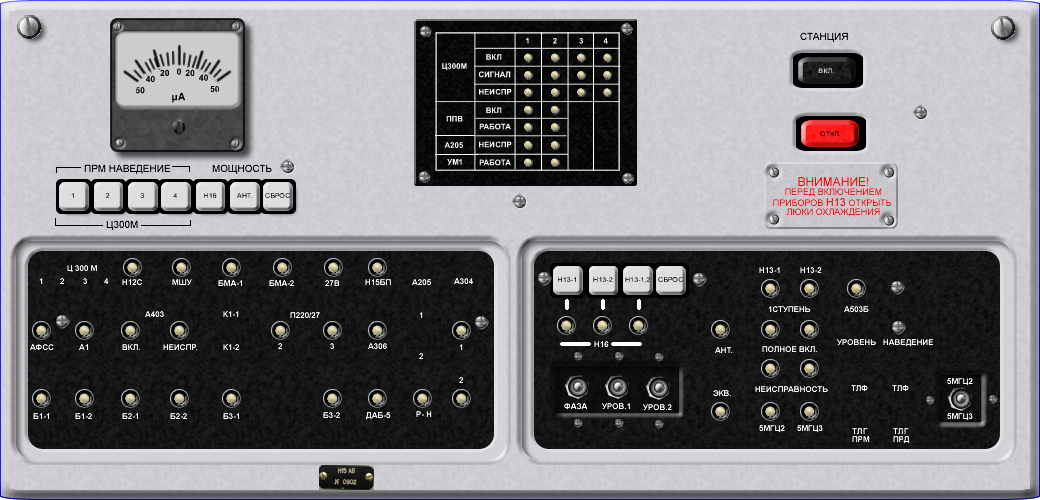 50 40 20 0 20 40 50
μA
ПРМ НАВЕДЕНИЕ МОЩНОСТЬ
1 2 3 4 Н16 АНТ. СБРОС
Ц300М
1 2 3 4
Ц300М
ВКЛ
СИГНАЛ
НЕИСПР
ППВ
ВКЛ
РАБОТА
А205 НЕИСПР
УМ1 РАБОТА
СТАНЦИЯ
ВКЛ.
ОТКЛ.
ВНИМАНИЕ!
ПЕРЕД ВКЛЮЧЕНИЕМ
ПРИБОРОВ Н13 ОТКРЫТЬ
ЛЮКИ ОХЛАЖДЕНИЯ
Ц 300 М
1 2 3 4 Н12С МШУ БМА-1 БМА-2 27В Н15БП А205 А304
А403 К1-1 П220/27 1
АФСС А1 ВКЛ. НЕИСПР. К1-2 2 3 А306 1
2
2
Б1-1 Б1-2 Б2-1 Б2-2 Б3-1 Б3-2 ДАБ-5 Р- Н
Н13-1 Н13-2 Н13-1,2 СБРОС
Н16
ФАЗА УРОВ.1 УРОВ.2
АНТ.
ЭКВ.
Н13-1 Н13-2
1СТУПЕНЬ
ПОЛНОЕ ВКЛ.
НЕИСПРАВНОСТЬ
5МГЦ2 5МГЦ3
А503Б
УРОВЕНЬ НАВЕДЕНИЕ
ТЛФ ТЛФ
ТЛГ ТЛГ
ПРМ ПРД
5МГЦ2
5МГЦ3
Н15 АБ
№ 0902